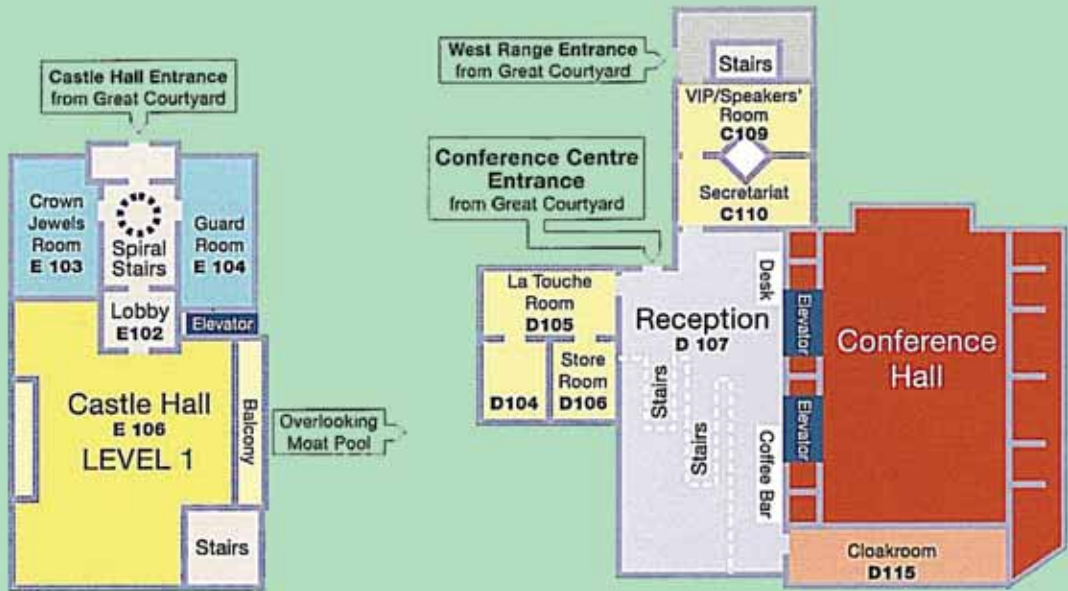 Castle Hall Entrance
from Great Courtyard
Crown
Jewels
Room
E 103
Spiral
Stairs
Guard
Room
E 104
Lobby
E102
Elevator
Castle Hall
E 106
LEVEL 1
Balcony
Overlooking
Moat Pool
Stairs
West Range Entrance
from Great Courtyard
Stairs
VIP/Speakers'
Room
C109
Conference Centre
Entrance
from Great Courtyard
Secretariat
C110
La Touche
Room
D105
D104
Store
Room
D106
Reception
D 107
Desk
Stairs
Stairs
Coffee Bar
Elevator
Elevator
Conference
Hall
Cloakroom
D115